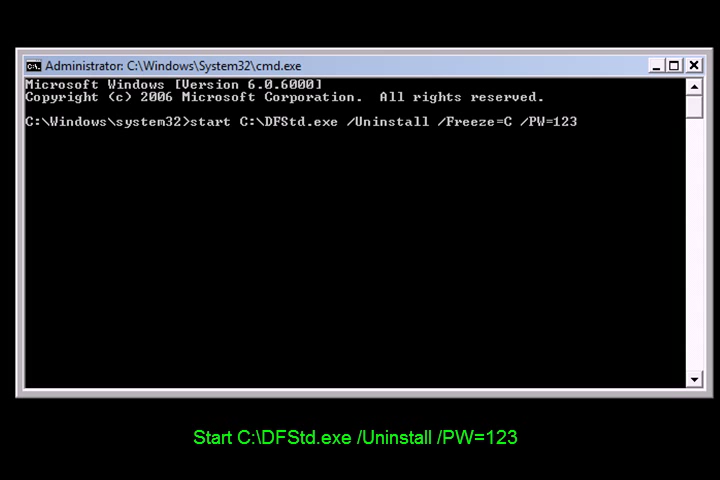 Administrator: C:\Windows\System32\cmd.exe
Microsoft Windows [Version 6.0.6000]
Copyright (c) 2006 Microsoft Corporation.  All rights reserved.
C:\Windows\system32>start C:\DFStd.exe /Uninstall /Freeze=C /PW=123
Start C:\DFStd.exe /Uninstall /PW=123